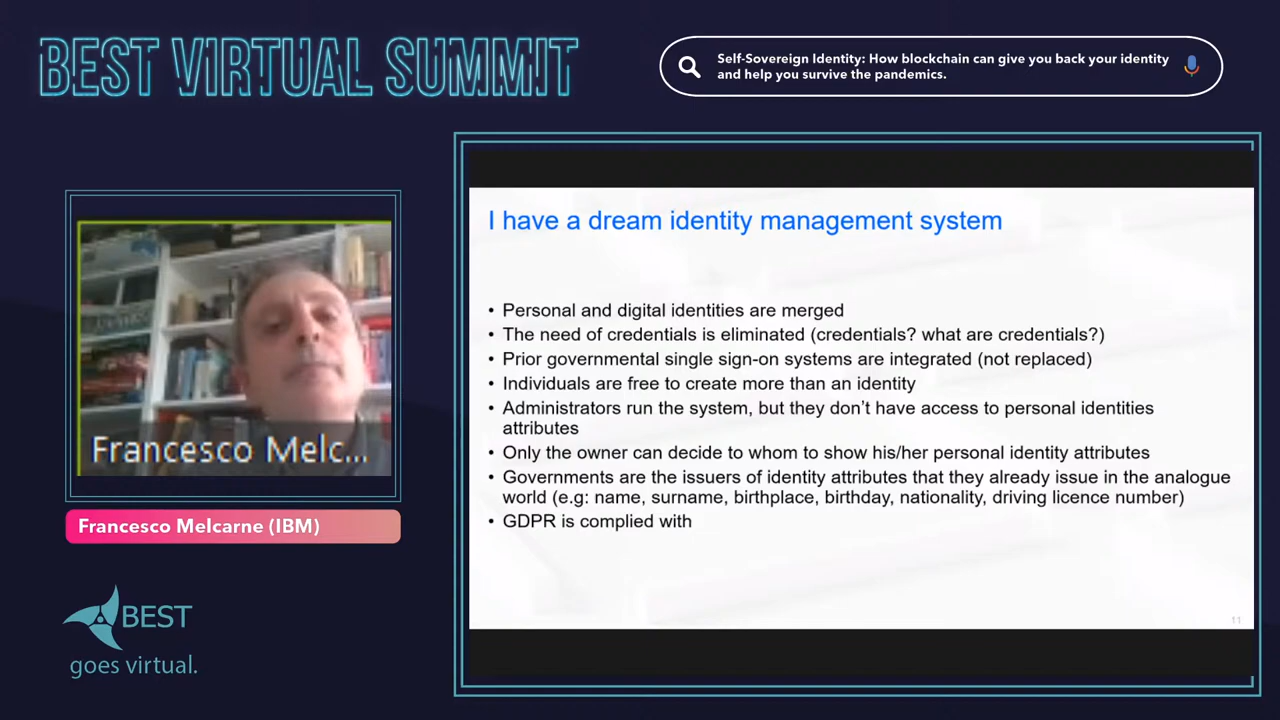 BEST VIRTUAL SUMMIT
Self-Sovereign Identity: How blockchain can give you back your identity
and help you survive the pandemics.
Francesco Melc...
Francesco Melcarne (IBM)
BEST
goes virtual.
I have a dream identity management system
• Personal and digital identities are merged
• The need of credentials is eliminated (credentials? what are credentials?)
• Prior governmental single sign-on systems are integrated (not replaced)
• Individuals are free to create more than an identity
• Administrators run the system, but they don’t have access to personal identities
attributes
• Only the owner can decide to whom to show his/her personal identity attributes
• Governments are the issuers of identity attributes that they already issue in the analogue
world (e.g: name, surname, birthplace, birthday, nationality, driving licence number)
• GDPR is complied with
11